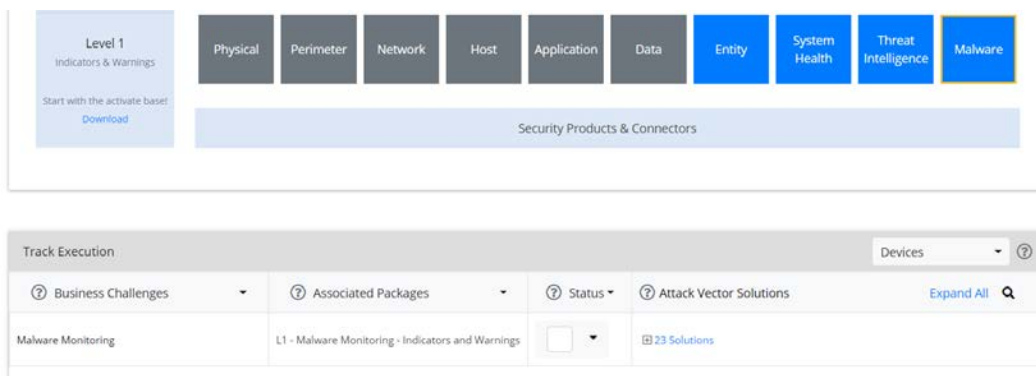 Level 1
Indicators & Warnings
Start with the activate base!
Download
Physical
Perimeter
Network
Host
Application
Data
Entity
System
Health
Threat
Intelligence
Malware
Security Products & Connectors
Track Execution
Devices
Business Challenges
Associated Packages
Status
Attack Vector Solutions
Expand All
Malware Monitoring
L1 - Malware Monitoring - Indicators and Warnings
23 Solutions